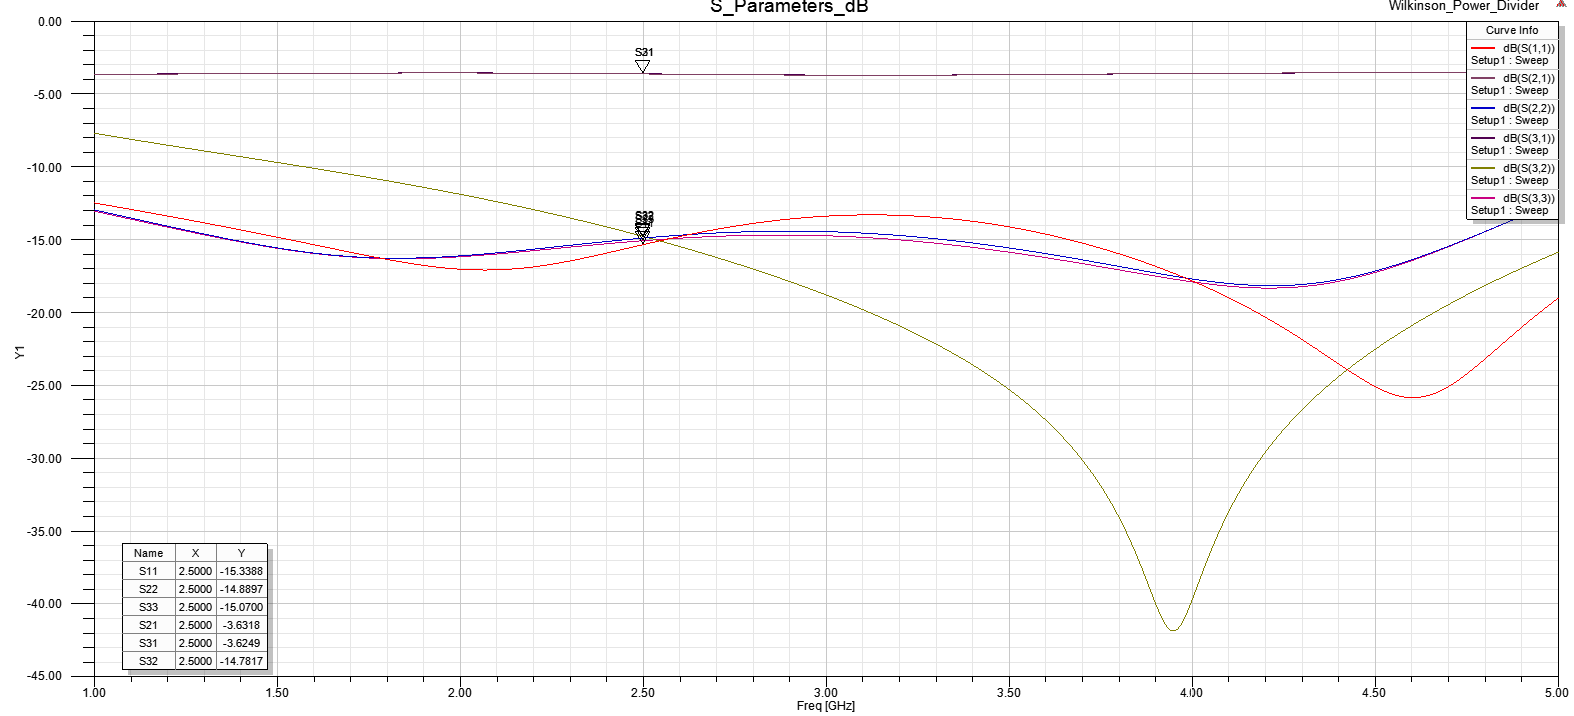 S_Parameters_dB
Wilkinson_Power_Divider
Curve Info
dB(S(1,1))
Setup1 : Sweep
dB(S(2,1))
Setup1 : Sweep
dB(S(2,2))
Setup1 : Sweep
dB(S(3,1))
Setup1 : Sweep
dB(S(3,2))
Setup1 : Sweep
dB(S(3,3))
Setup1 : Sweep
0.00
-5.00
-10.00
-15.00
-20.00
-25.00
-30.00
-35.00
-40.00
-45.00
Y1
Name X Y
S11 2.5000 -15.3388
S22 2.5000 -14.8897
S33 2.5000 -15.0700
S21 2.5000 -3.6318
S31 2.5000 -3.6249
S32 2.5000 -14.7817
1.00 1.50 2.00 2.50 3.00 3.50 4.00 4.50 5.00
Freq [GHz]